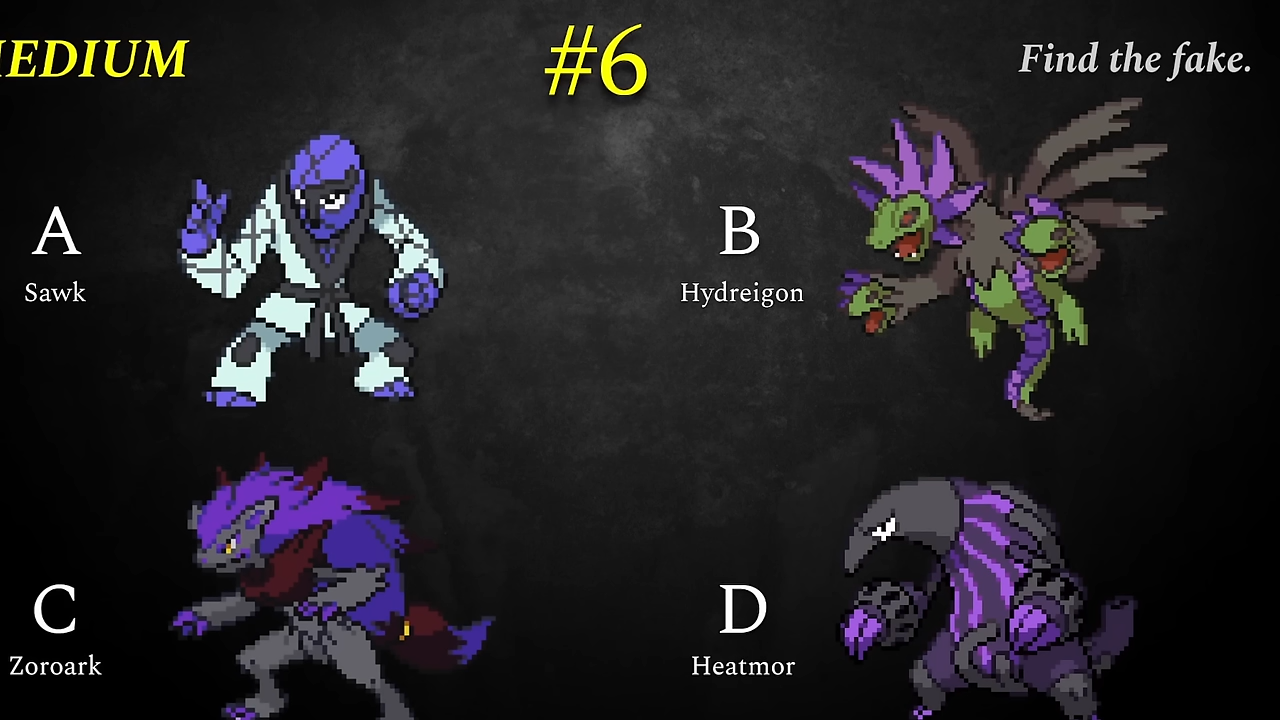 EDIUM
#6
Find the fake.
A
Sawk
B
Hydreigon
C
Zoroark
D
Heatmor